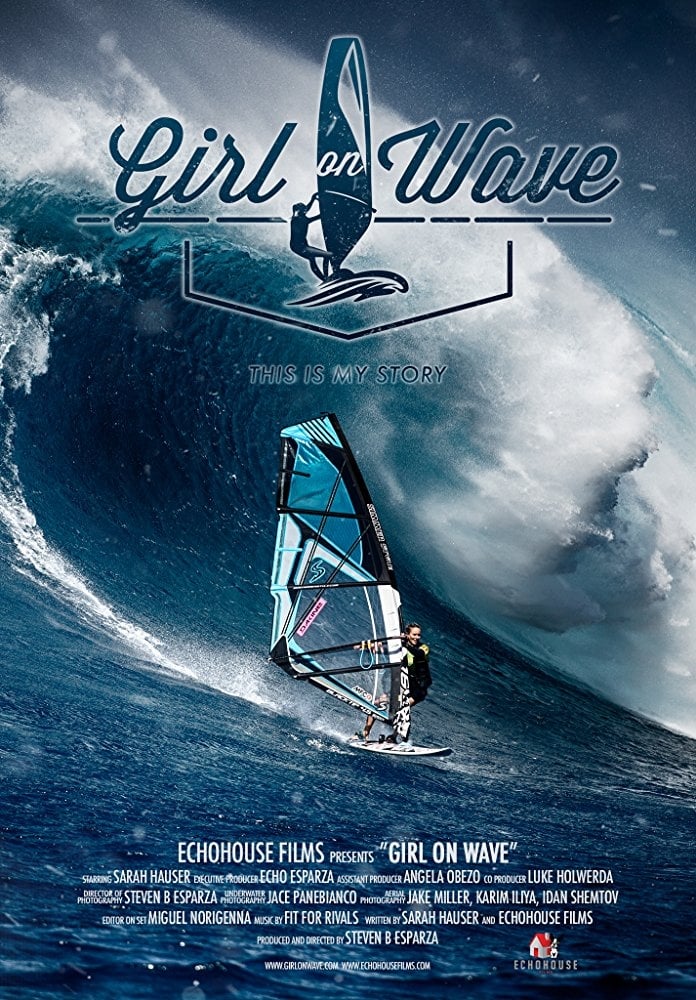 Girl on Wave
THIS IS MY STORY
ECHOHOUSE FILMS PRESENTS "GIRL ON WAVE"
STARRING SARAH HAUSER EXECUTIVE PRODUCER ECHO ESPARZA ASSISTANT PRODUCER ANGELA OBEZO CO PRODUCER LUKE HOLWERDA
DIRECTOR OF PHOTOGRAPHY STEVEN B ESPARZA UNDERWATER PHOTOGRAPHY JACE PANEBIANCO AERIAL PHOTOGRAPHY JAKE MILLER, KARIM ILIYA, IDAN SHEMTOV
EDITOR ON SET MIGUEL NORIGENNA MUSIC BY FIT FOR RIVALS WRITTEN BY SARAH HAUSER AND ECHOHOUSE FILMS
PRODUCED AND DIRECTED BY STEVEN B ESPARZA
WWW.GIRLONWAVE.COM WWW.ECHOHOUSEFILMS.COM
ECHOHOUSE